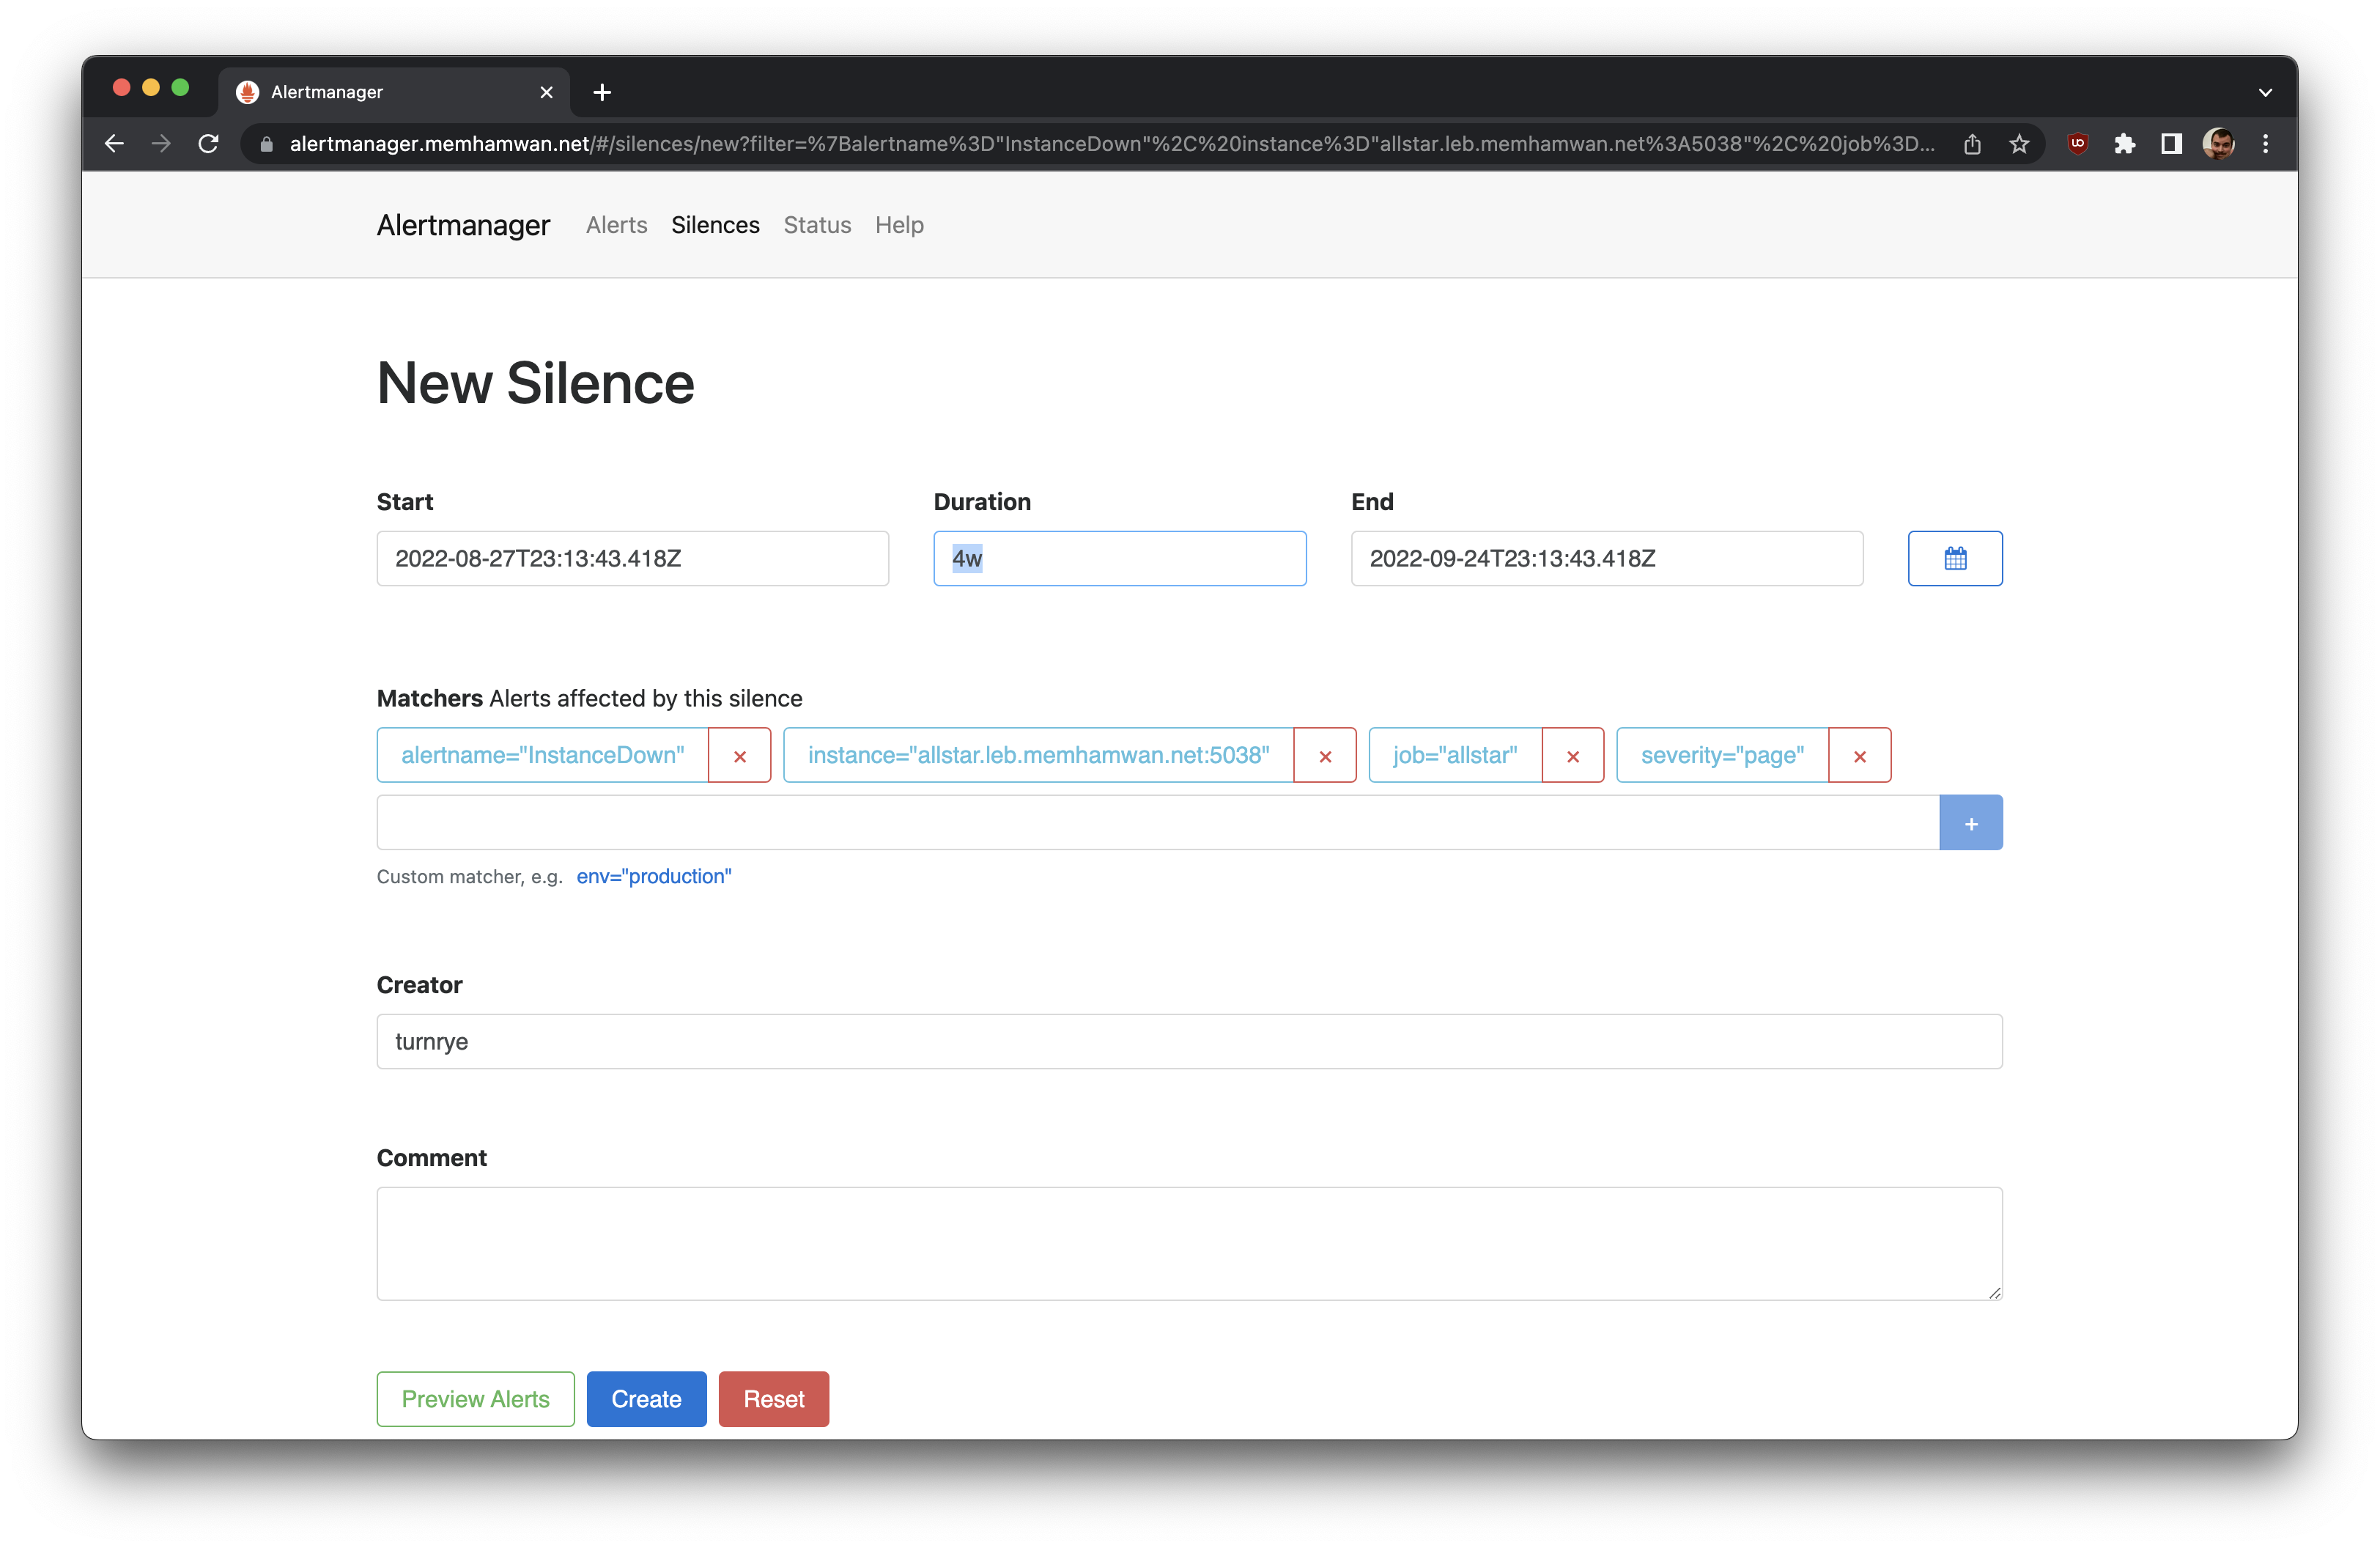 Alertmanager
alertmanager.memhamwan.net/#/silences/new?filter=%7Balertname%3D"InstanceDown"%2C%20instance%3D"allstar.leb.memhamwan.net%3A5038"%2C%20job%3D...
Alertmanager Alerts Silences Status Help
New Silence
Start Duration End
2022-08-27T23:13:43.418Z 4w 2022-09-24T23:13:43.418Z
Matchers Alerts affected by this silence
alertname="InstanceDown" × instance="allstar.leb.memhamwan.net:5038" × job="allstar" × severity="page" ×
+
Custom matcher, e.g. env="production"
Creator
turnrye
Comment
Preview Alerts Create Reset